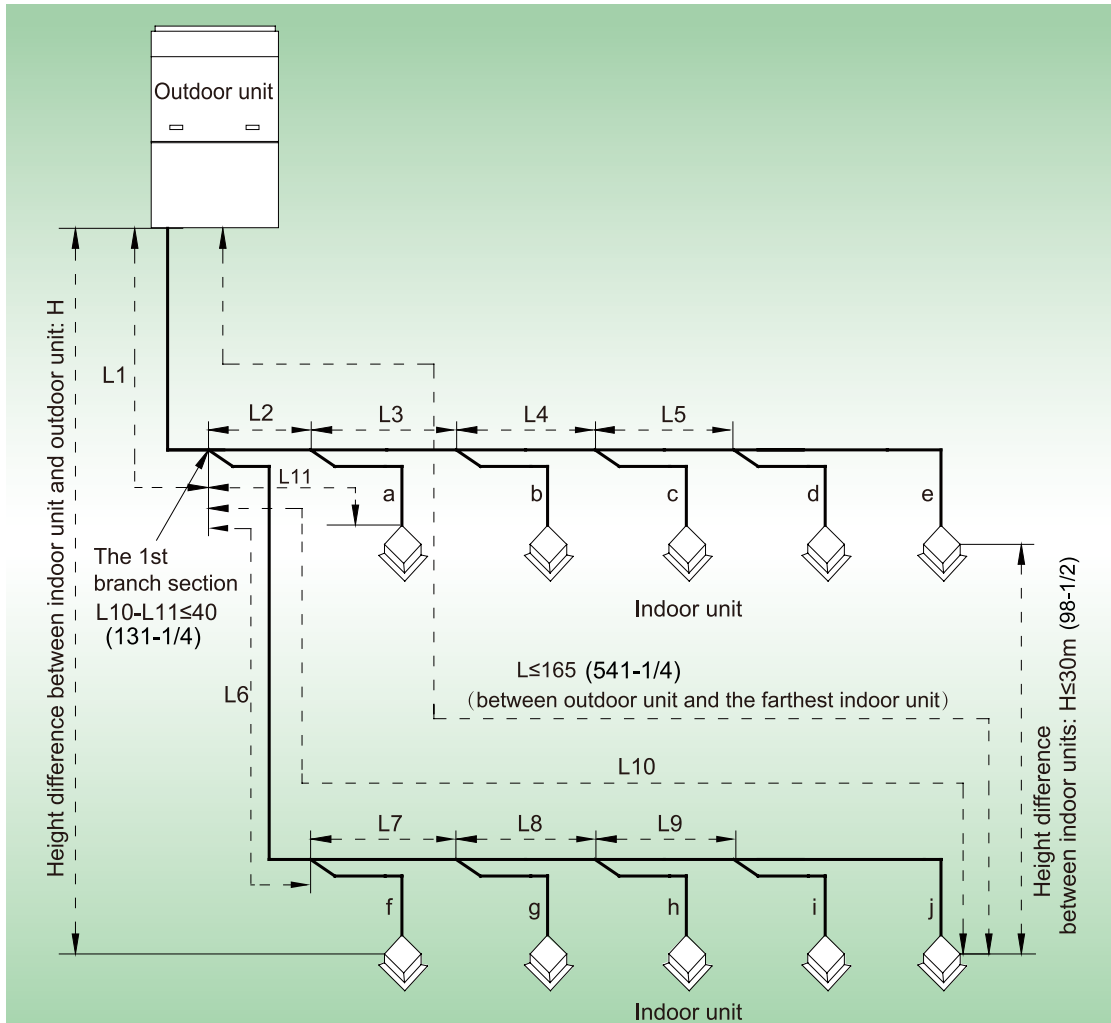 Outdoor unit
Height difference between indoor unit and outdoor unit: H
L1
L2
L3
L4
L5
L11
a
b
c
d
e
The 1st
branch section
L10-L11≤40
(131-1/4)
Indoor unit
L≤165 (541-1/4)
(between outdoor unit and the farthest indoor unit)
L6
L10
Height difference
between indoor units: H≤30m (98-1/2)
L7
L8
L9
f
g
h
i
j
Indoor unit